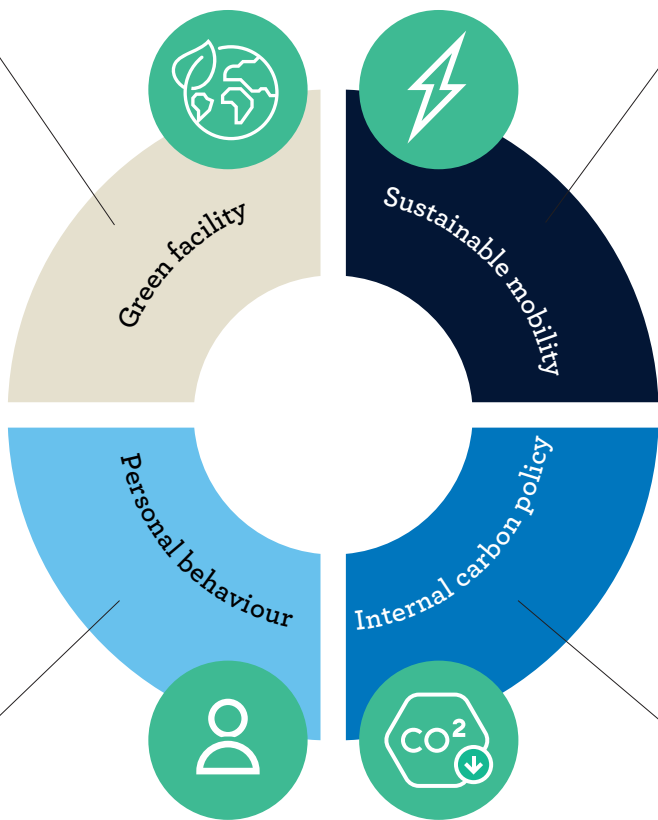 Green facility
Sustainable mobility
Personal behaviour
Internal carbon policy
CO²